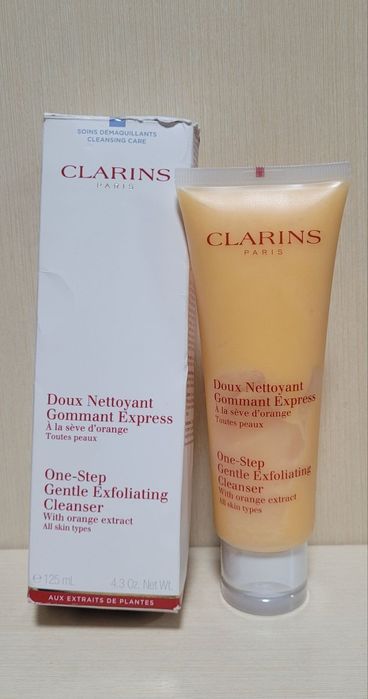 SOINS DÉMAQUILLANTS
CLEANSING CARE
CLARINS
PARIS
Doux Nettoyant
Gommant Express
À la sève d'orange
Toutes peaux
One-Step
Gentle Exfoliating
Cleanser
With orange extract
All skin types
℮ 125 mL 4.3 Oz. Net Wt.
AUX EXTRAITS DE PLANTES
CLARINS
PARIS
Doux Nettoyant
Gommant Express
À la sève d'orange
Toutes peaux
One-Step
Gentle Exfoliating
Cleanser
With orange extract
All skin types